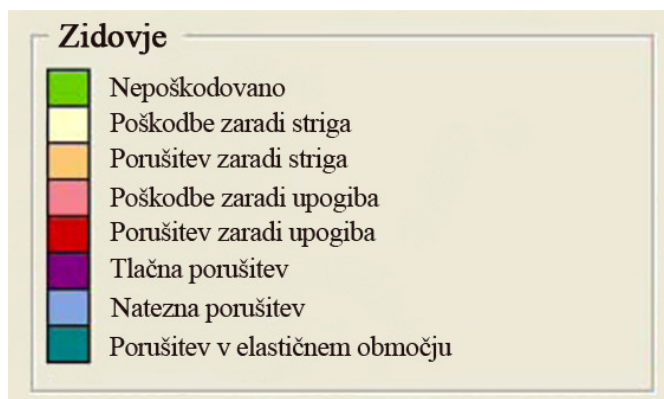 Zidovje
Nepoškodovano
Poškodbe zaradi striga
Porušitev zaradi striga
Poškodbe zaradi upogiba
Porušitev zaradi upogiba
Tlačna porušitev
Natezna porušitev
Porušitev v elastičnem območju